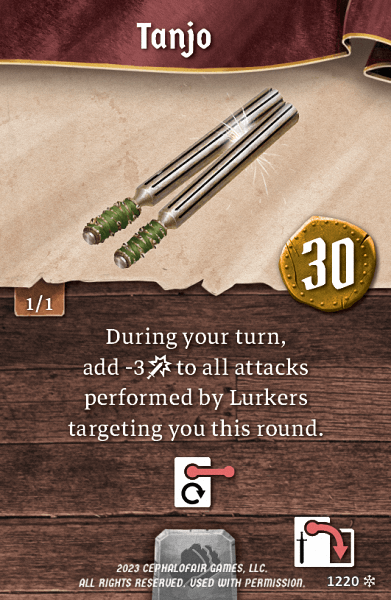 Tanjo
30
1/1
During your turn,
add -3 to all attacks
performed by Lurkers
targeting you this round.
2023 CEPHALOFAIR GAMES, LLC.
ALL RIGHTS RESERVED. USED WITH PERMISSION.
1220